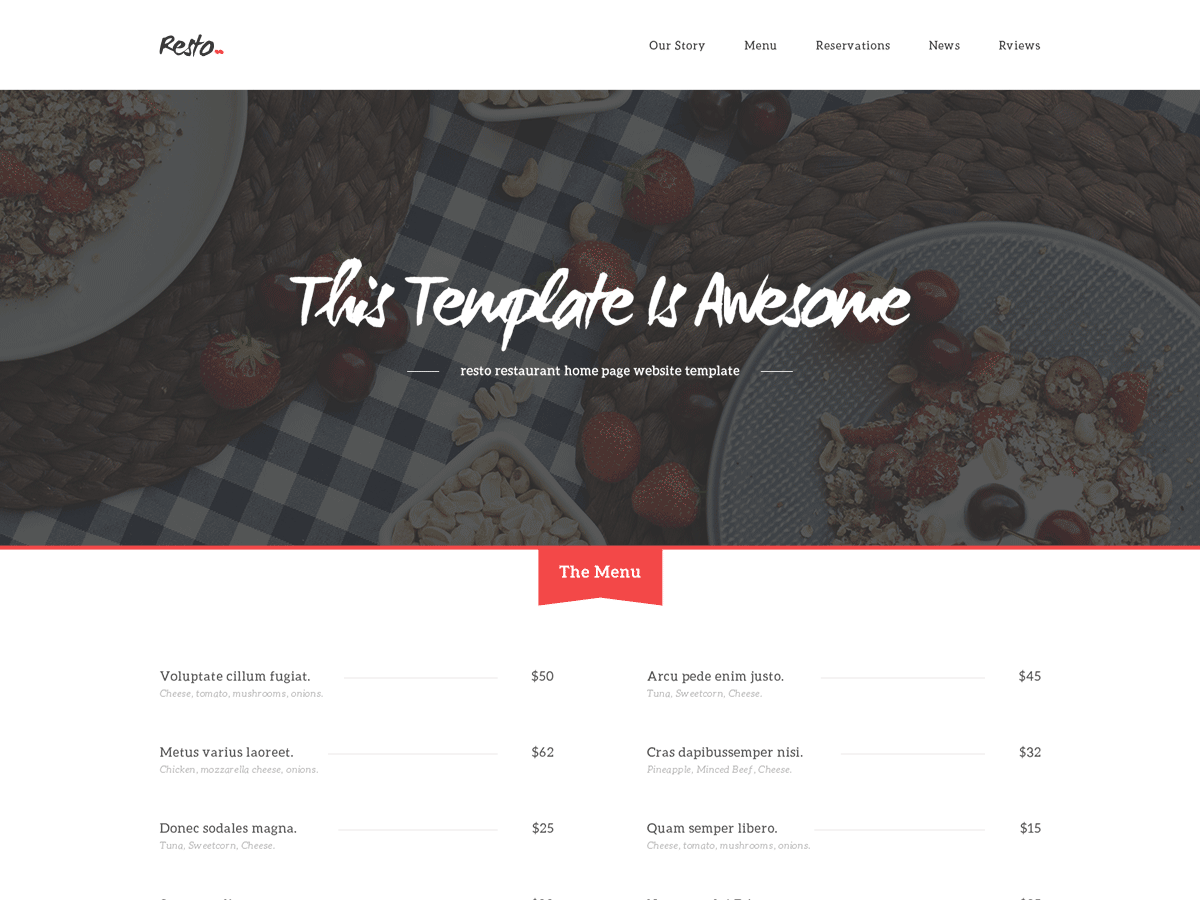 Resto
Our Story Menu Reservations News Rviews
This Template Is Awesome
resto restaurant home page website template
The Menu
Voluptate cillum fugiat. $50
Cheese, tomato, mushrooms, onions.
Arcu pede enim justo. $45
Tuna, Sweetcorn, Cheese.
Metus varius laoreet. $62
Chicken, mozzarella cheese, onions.
Cras dapibussemper nisi. $32
Pineapple, Minced Beef, Cheese.
Donec sodales magna. $25
Tuna, Sweetcorn, Cheese.
Quam semper libero. $15
Cheese, tomato, mushrooms, onions.